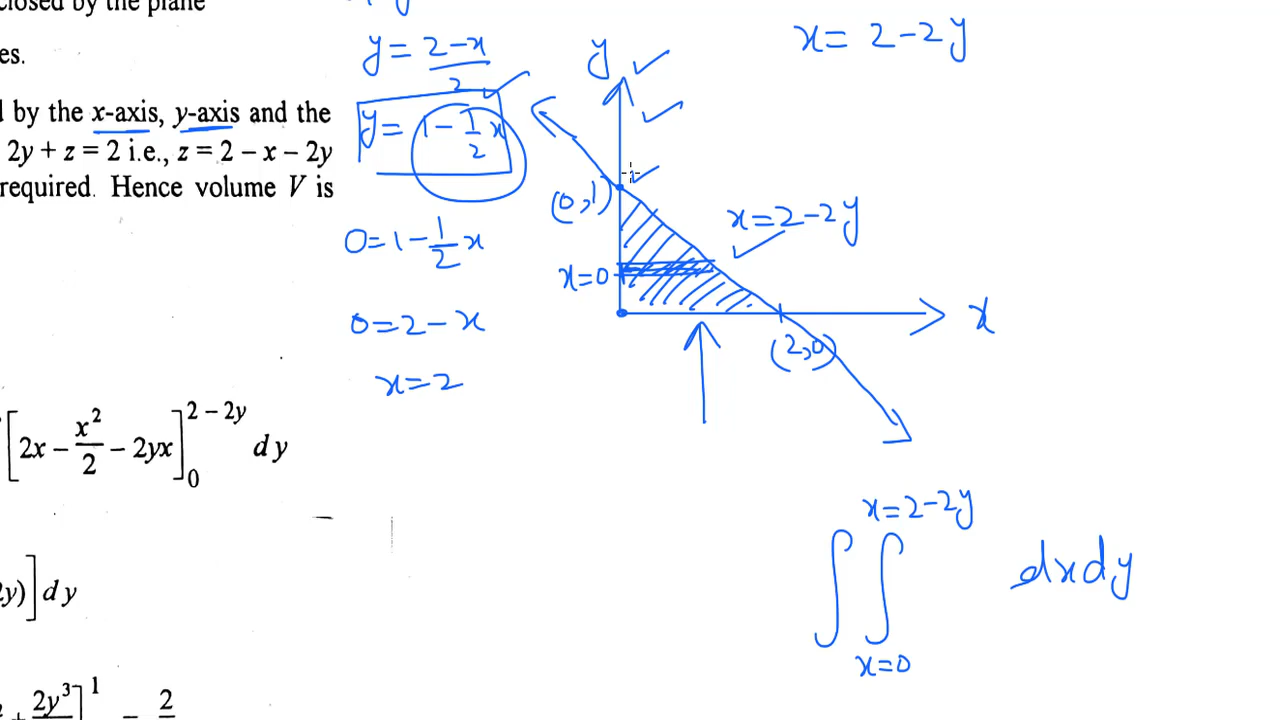 closed by the plane
es.
by the x-axis, y-axis and the
2y + z = 2 i.e., z = 2 − x − 2y
required. Hence volume V is
[2x − x²/2 − 2yx]₀^(2 − 2y) dy
y)] dy
+ 2y³]¹ = 2
y = (2−x)/2
y = 1 − 1/2 x
0 = 1 − 1/2 x
0 = 2 − x
x = 2
x = 2−2y
y
(0,1)
x = 2−2y
x=0
x
(2,0)
x=2−2y
∫ ∫ dx dy
x=0